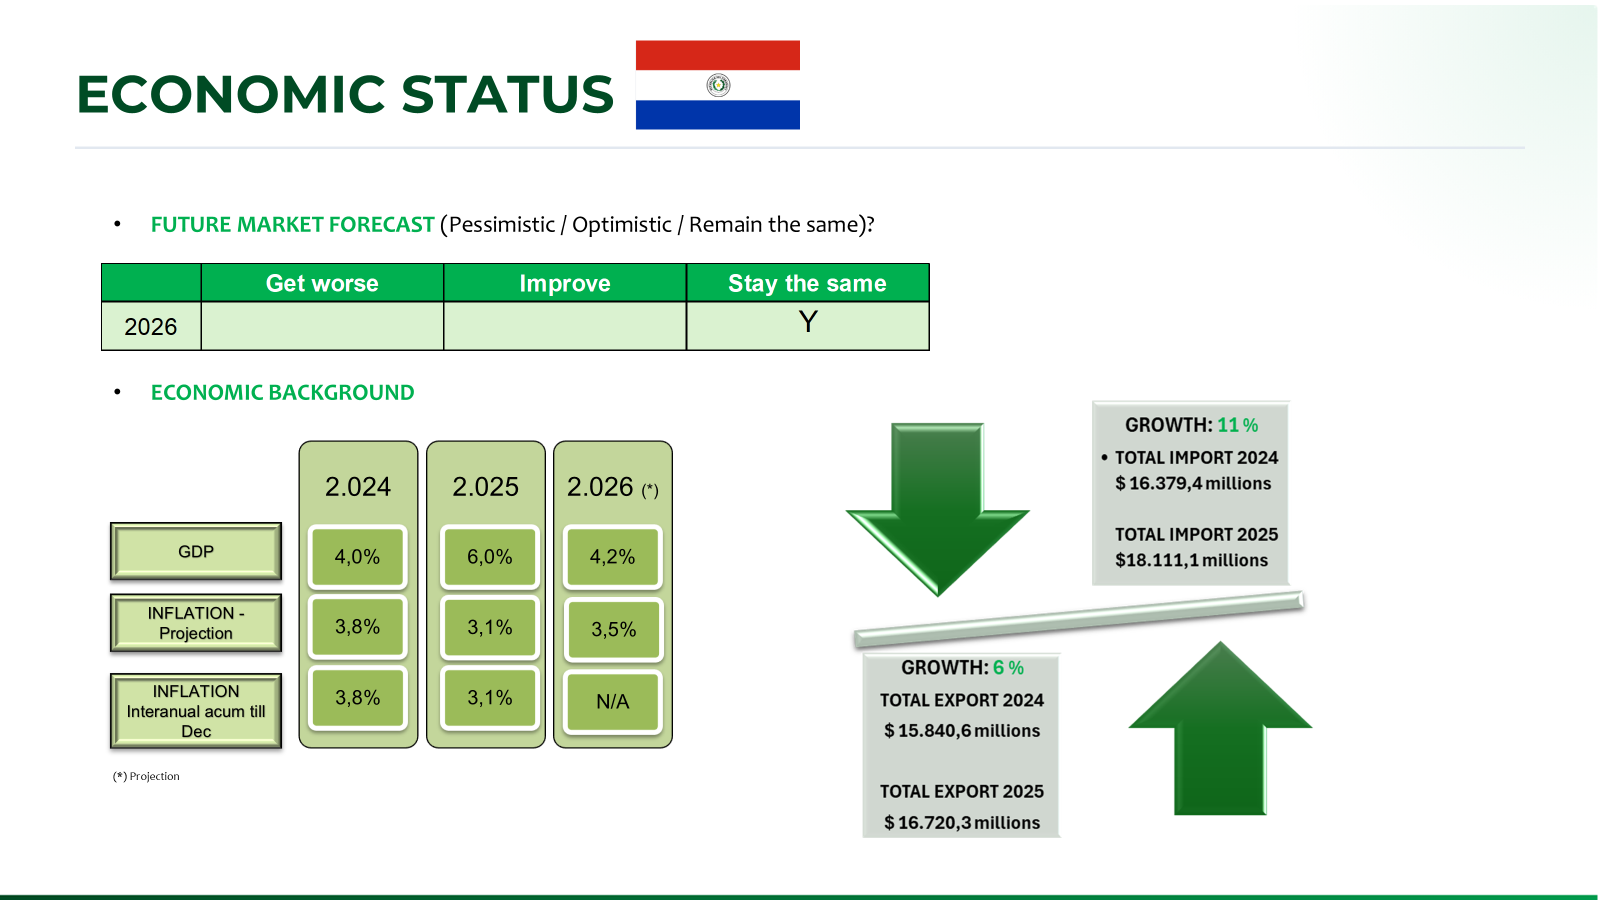 ECONOMIC STATUS
• FUTURE MARKET FORECAST (Pessimistic / Optimistic / Remain the same)?
Get worse Improve Stay the same
2026 Y
• ECONOMIC BACKGROUND
2.024 2.025 2.026 (*)
GDP 4,0% 6,0% 4,2%
INFLATION -
Projection
3,8% 3,1% 3,5%
INFLATION
Interanual acum till
Dec
3,8% 3,1% N/A
(*) Projection
GROWTH: 11 %
• TOTAL IMPORT 2024
$ 16.379,4 millions
TOTAL IMPORT 2025
$18.111,1 millions
GROWTH: 6 %
TOTAL EXPORT 2024
$ 15.840,6 millions
TOTAL EXPORT 2025
$ 16.720,3 millions